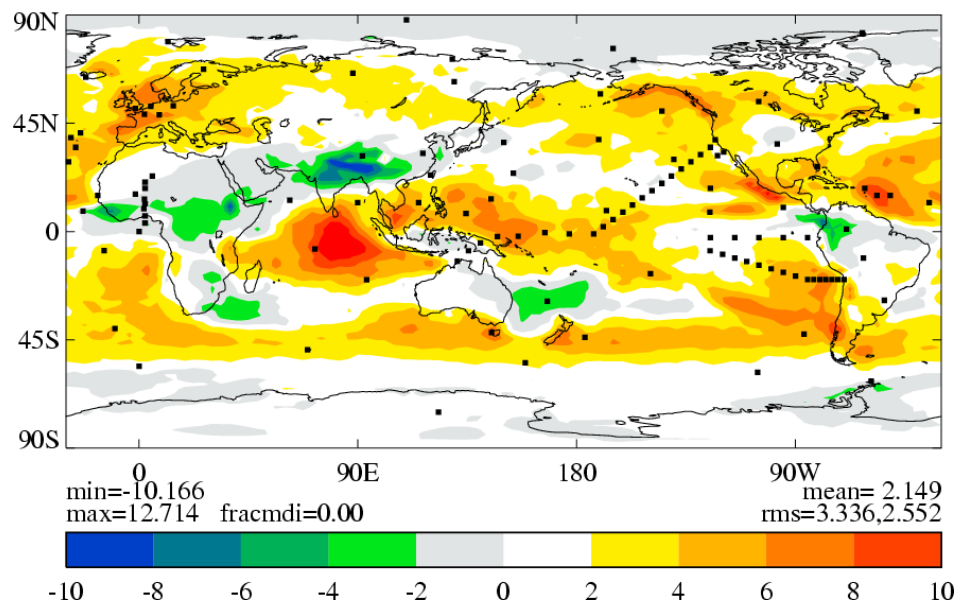 90N
45N
0
45S
90S
0 90E 180 90W
min=-10.166 mean= 2.149
max=12.714 fracmdi=0.00 rms=3.336,2.552
-10 -8 -6 -4 -2 0 2 4 6 8 10